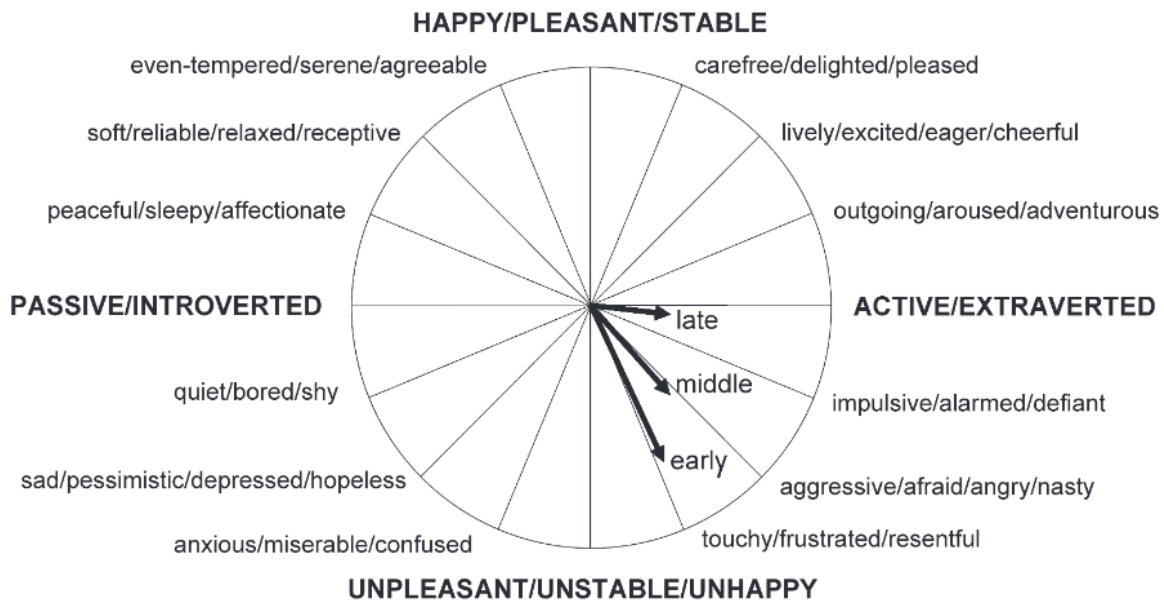 HAPPY/PLEASANT/STABLE
even-tempered/serene/agreeable
carefree/delighted/pleased
soft/reliable/relaxed/receptive
lively/excited/eager/cheerful
peaceful/sleepy/affectionate
outgoing/aroused/adventurous
PASSIVE/INTROVERTED
ACTIVE/EXTRAVERTED
late
middle
quiet/bored/shy
impulsive/alarmed/defiant
early
sad/pessimistic/depressed/hopeless
aggressive/afraid/angry/nasty
anxious/miserable/confused
touchy/frustrated/resentful
UNPLEASANT/UNSTABLE/UNHAPPY